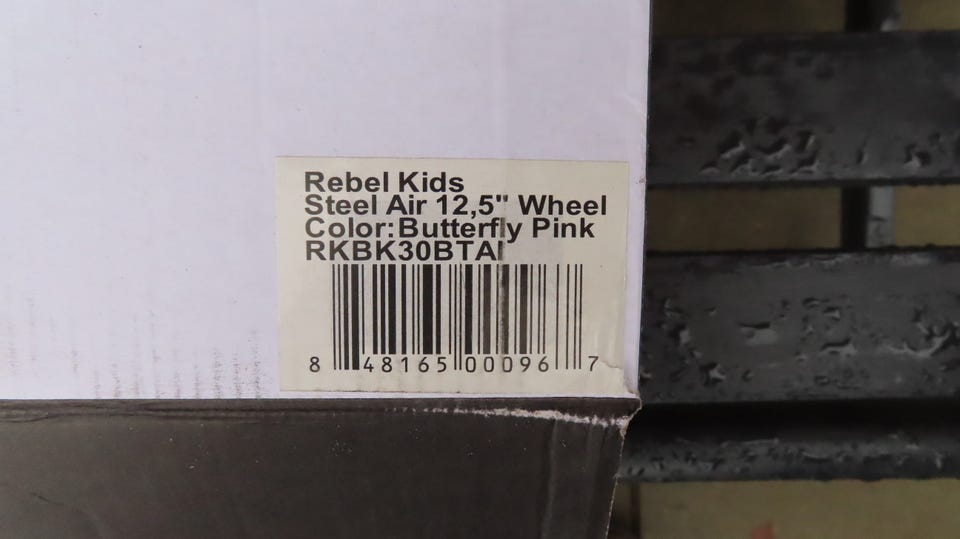 Rebel Kids
Steel Air 12,5" Wheel
Color:Butterfly Pink
RKBK30BTAI
8 48165 00096 7